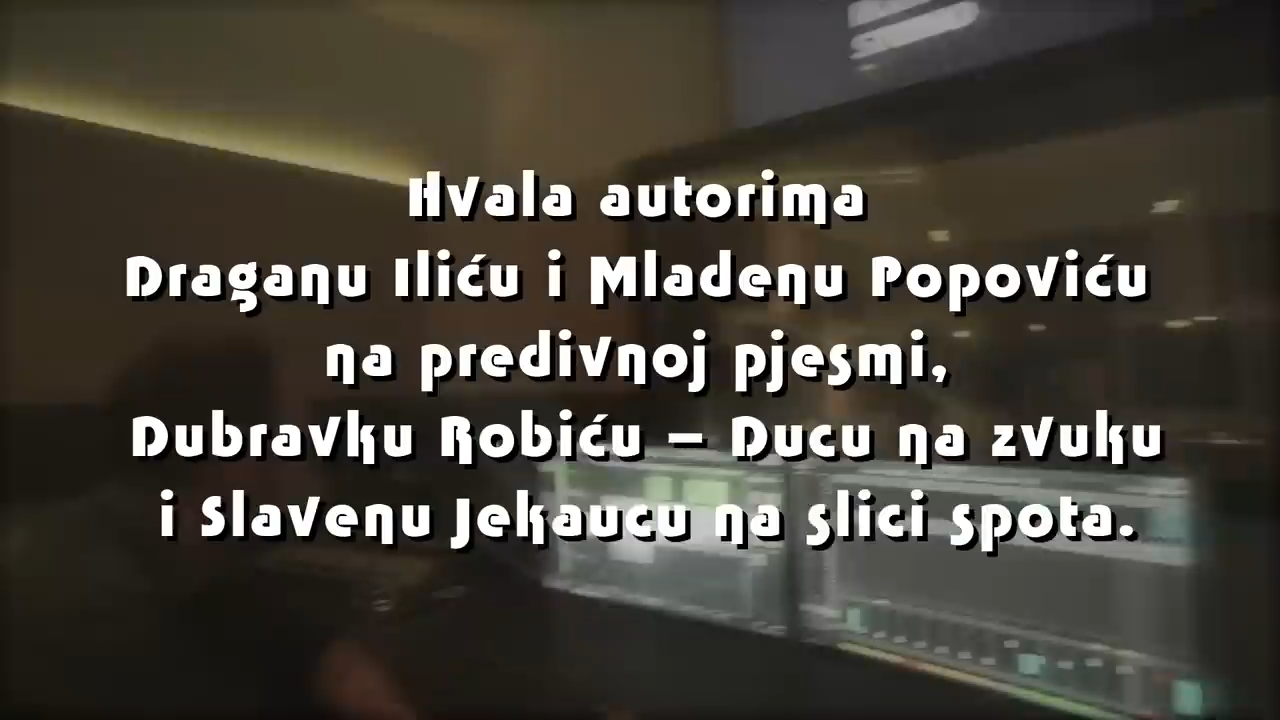 Hvala autorima
Draganu Iliću i Mladenu Popoviću
na predivnoj pjesmi,
Dubravku Robiću – Ducu na zvuku
i Slavenu Jekaucu na slici spota.